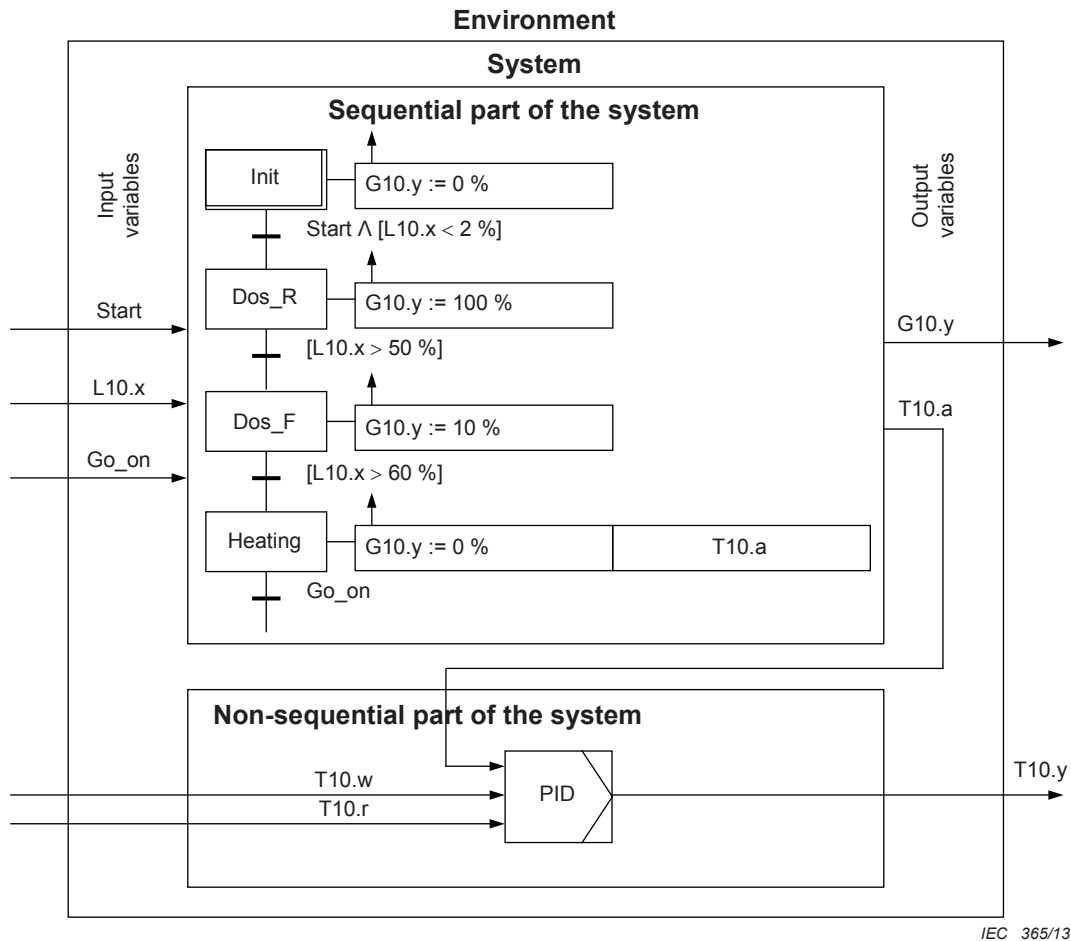 Environment
System
Sequential part of the system
Input
variables
Output
variables
Init
G10.y := 0 %
Start Λ [L10.x < 2 %]
Dos_R
G10.y := 100 %
Start
G10.y
[L10.x > 50 %]
L10.x
T10.a
Dos_F
G10.y := 10 %
Go_on
[L10.x > 60 %]
Heating
G10.y := 0 %
T10.a
Go_on
Non-sequential part of the system
T10.w
T10.r
PID
T10.y
IEC 365/13